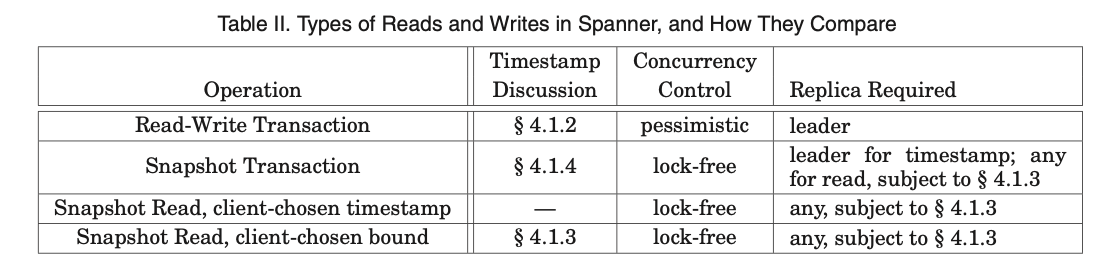 Table II. Types of Reads and Writes in Spanner, and How They Compare
Timestamp Concurrency
Operation Discussion Control Replica Required
Read-Write Transaction § 4.1.2 pessimistic leader
Snapshot Transaction § 4.1.4 lock-free leader for timestamp; any
for read, subject to § 4.1.3
Snapshot Read, client-chosen timestamp — lock-free any, subject to § 4.1.3
Snapshot Read, client-chosen bound § 4.1.3 lock-free any, subject to § 4.1.3